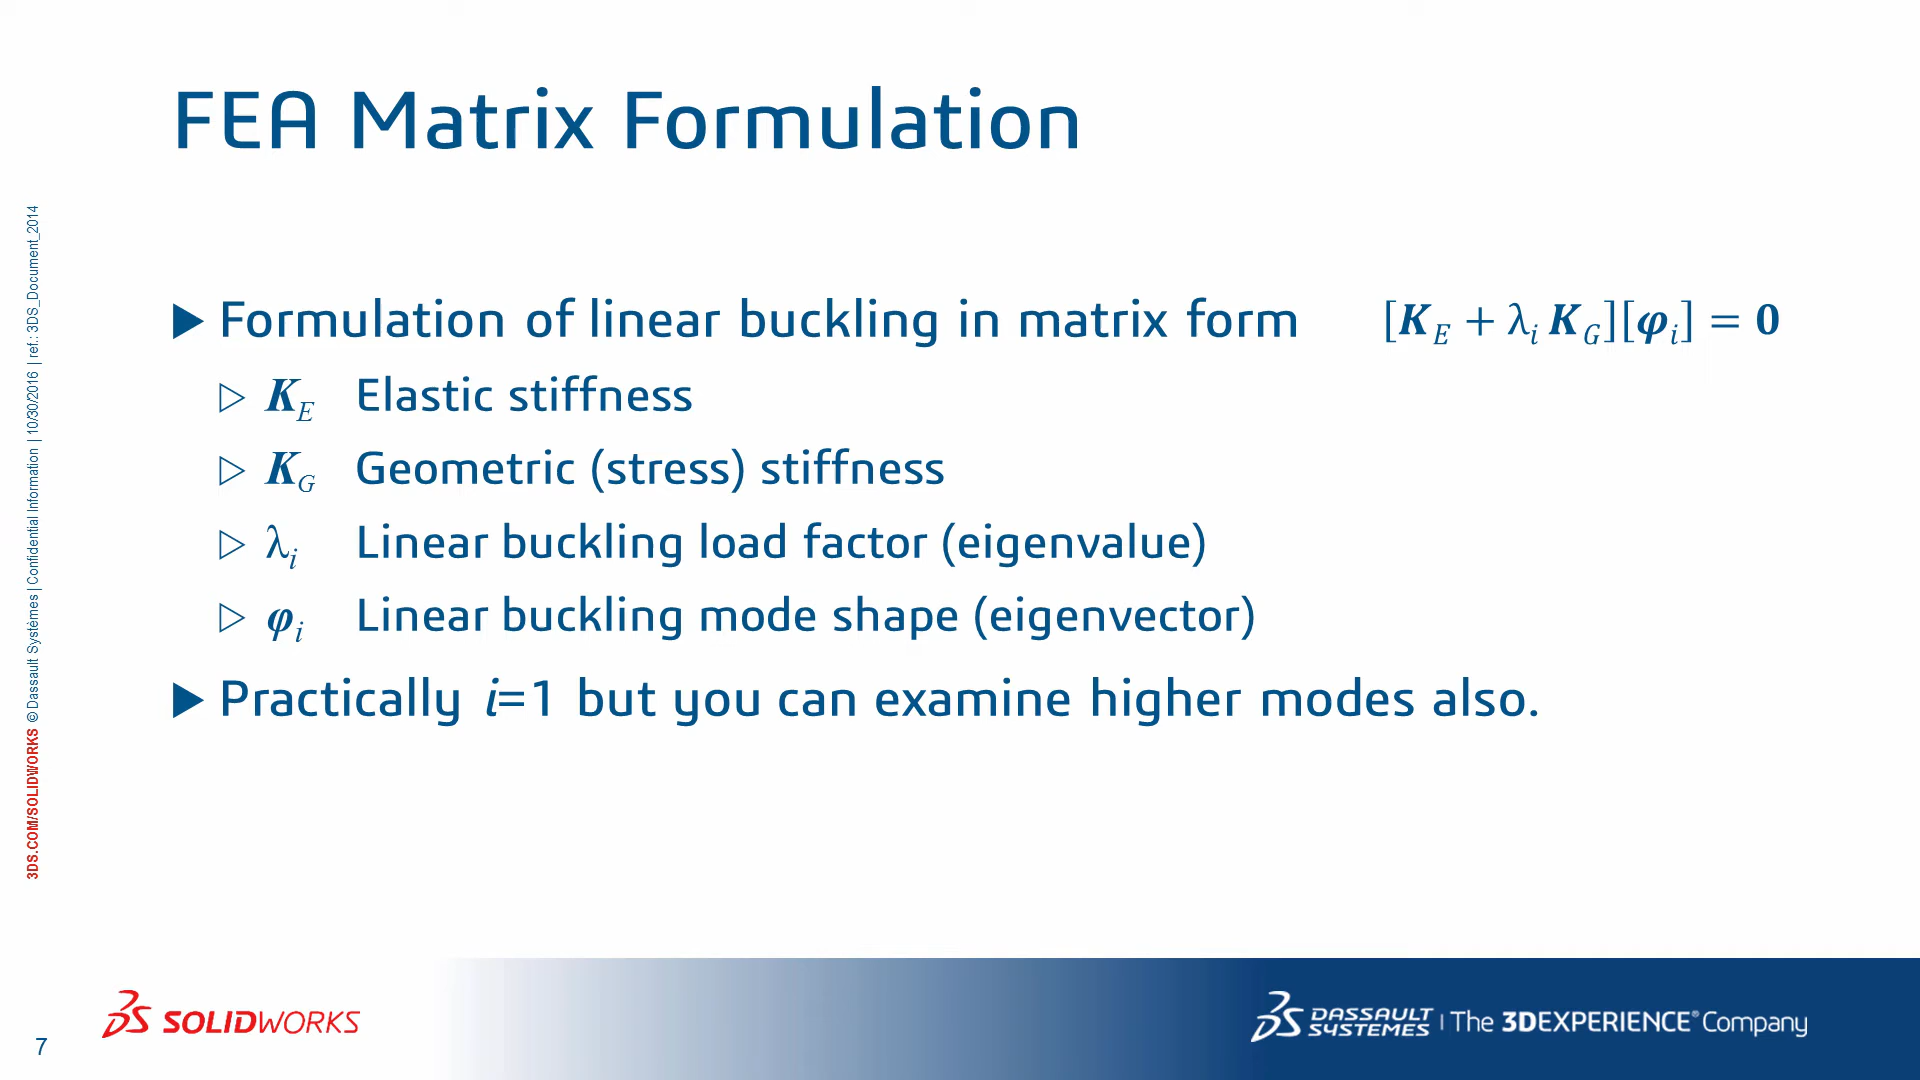 FEA Matrix Formulation
▶ Formulation of linear buckling in matrix form [𝑲_E + λ_i 𝑲_G][𝝋_i] = 𝟎
▷ K_E Elastic stiffness
▷ K_G Geometric (stress) stiffness
▷ λ_i Linear buckling load factor (eigenvalue)
▷ φ_i Linear buckling mode shape (eigenvector)
▶ Practically i=1 but you can examine higher modes also.
3DS.COM/SOLIDWORKS © Dassault Systèmes | Confidential Information | 10/30/2016 | ref.: 3DS_Document_2014
7
SOLIDWORKS
DASSAULT SYSTEMES | The 3DEXPERIENCE® Company